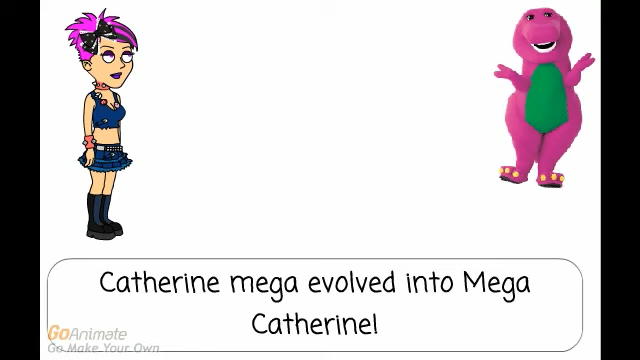 Catherine mega evolved into Mega
Catherine!
GoAnimate
Go Make Your Own